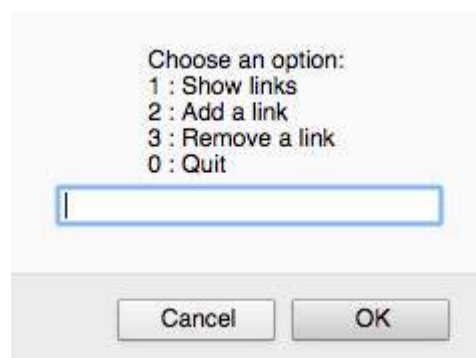 Choose an option:
1 : Show links
2 : Add a link
3 : Remove a link
0 : Quit
Cancel
OK